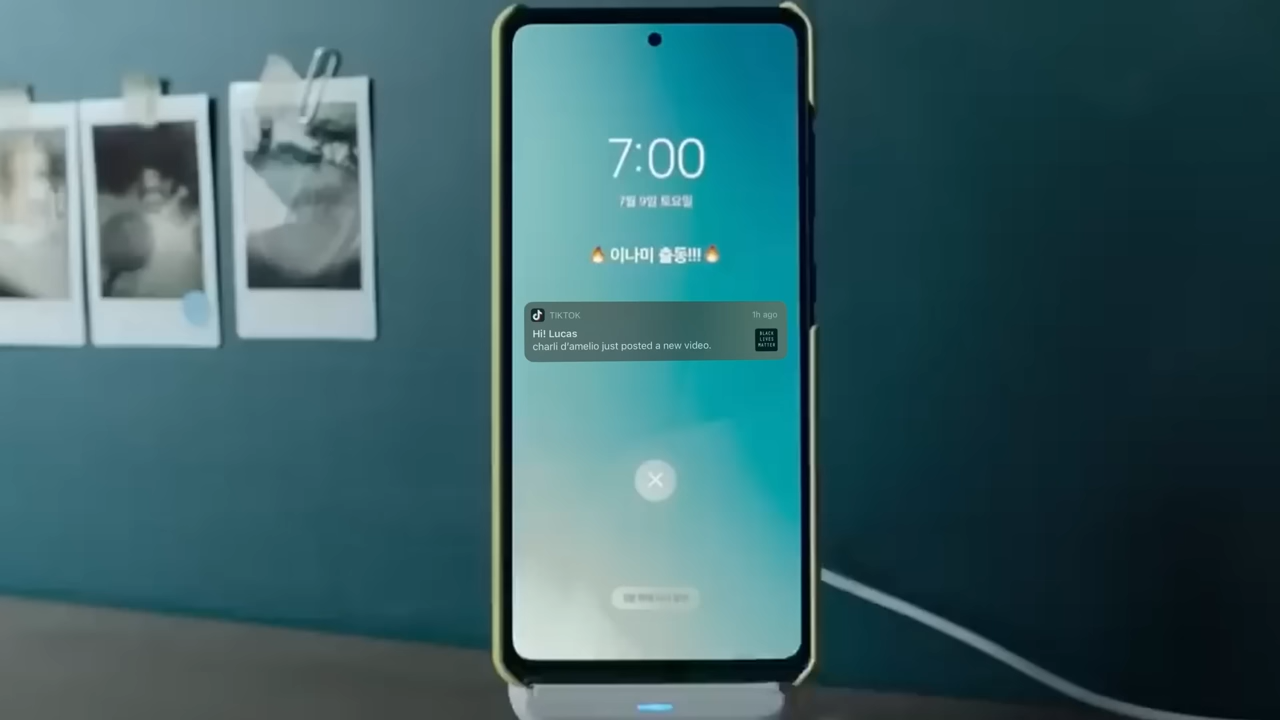 7:00
7월 9일 토요일
🔥 이나미 출동!!! 🔥
TIKTOK
1h ago
Hi! Lucas
charli d'amelio just posted a new video.
BLACK
LIVES
MATTER